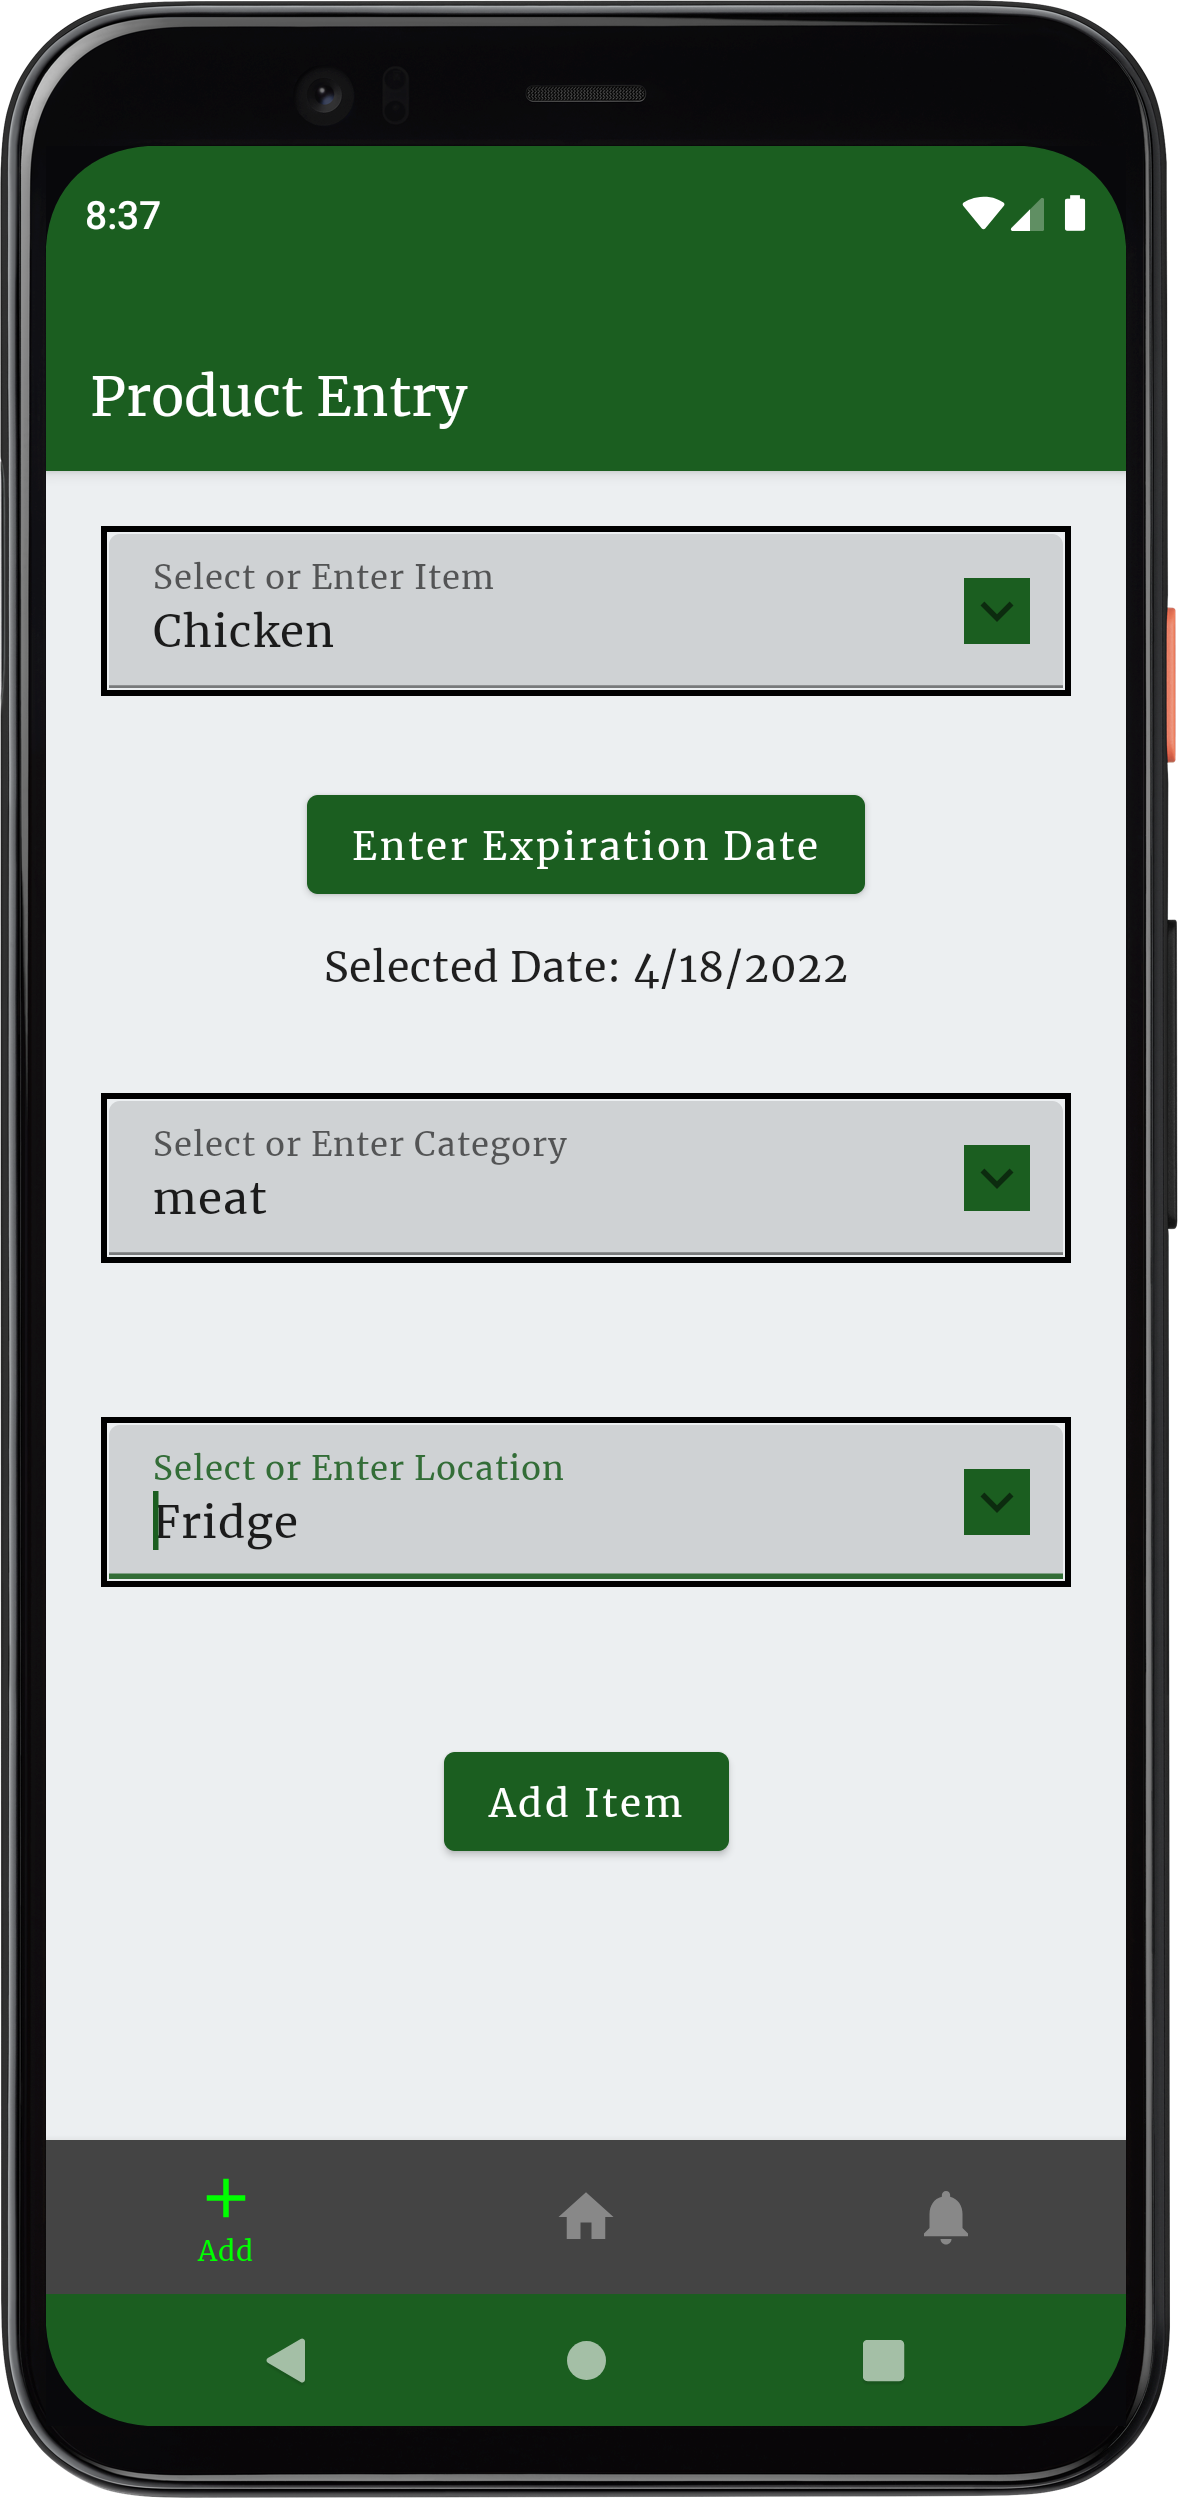 8:37
Product Entry
Select or Enter Item
Chicken
Enter Expiration Date
Selected Date: 4/18/2022
Select or Enter Category
meat
Select or Enter Location
Fridge
Add Item
Add